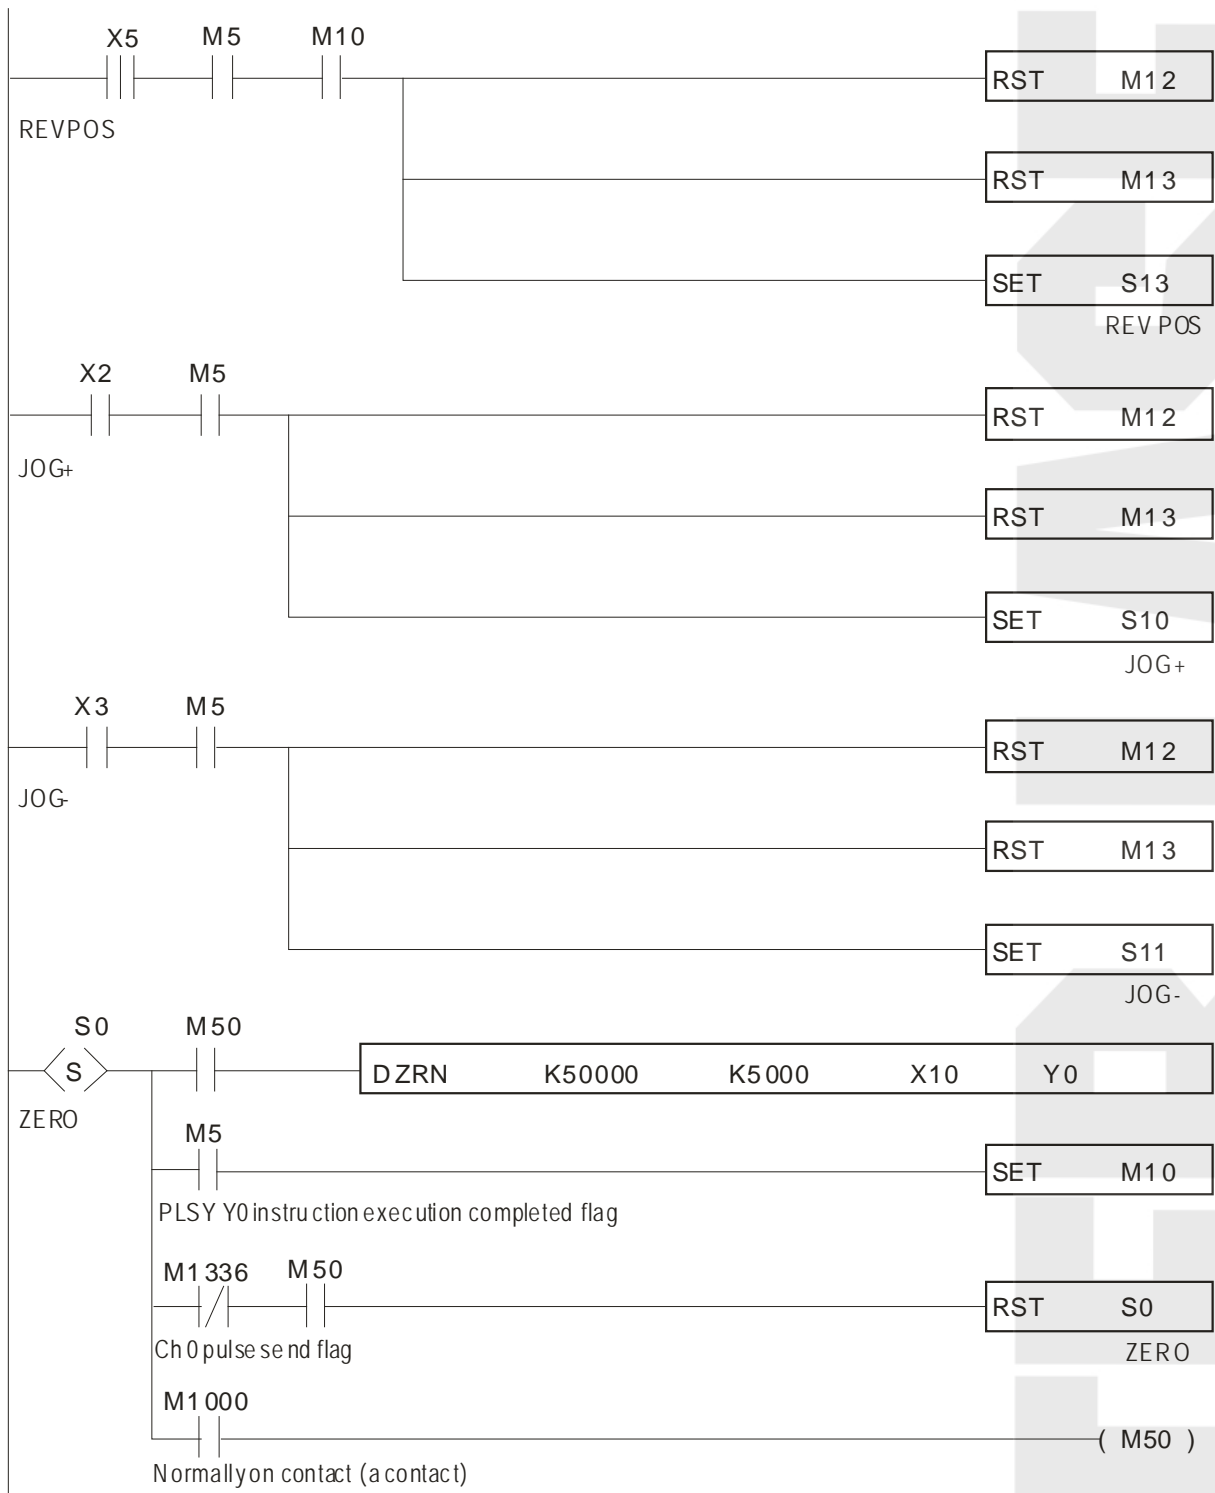 X5 M5 M10
RST M12
REVPOS
RST M13
SET S13
REV POS
X2 M5
RST M12
JOG+
RST M13
SET S10
JOG+
X3 M5
RST M12
JOG-
RST M13
SET S11
JOG-
S0 M50
S
DZRN K50000 K5000 X10 Y0
ZERO
M5
SET M10
PLSY Y0 instruction execution completed flag
M1336 M50
RST S0
Ch0 pulse send flag
ZERO
M1000
( M50 )
Normally on contact (a contact)